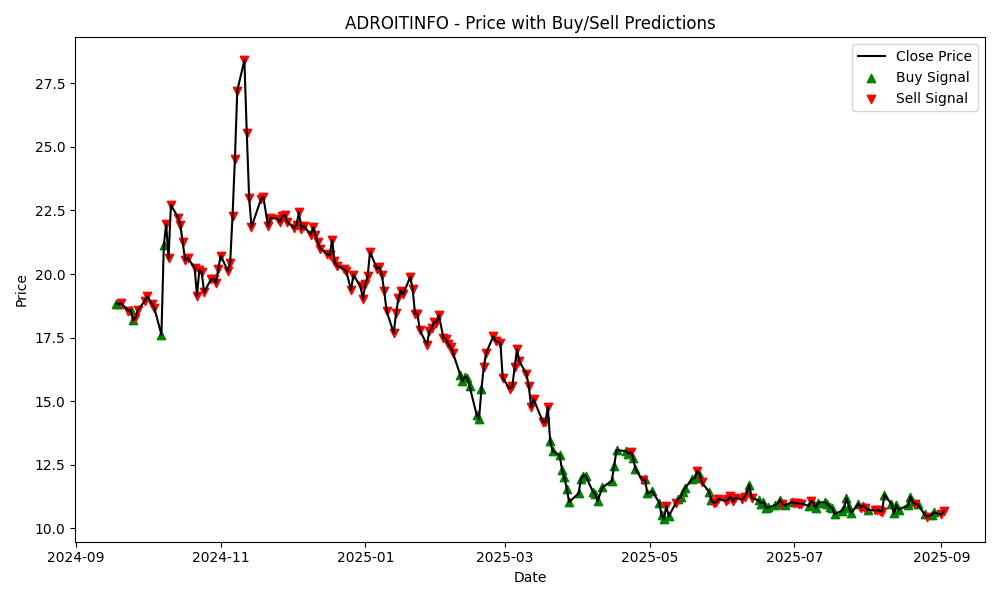 ADROITINFO - Price with Buy/Sell Predictions
Close Price
Buy Signal
Sell Signal
Price
27.5
25.0
22.5
20.0
17.5
15.0
12.5
10.0
2024-09 2024-11 2025-01 2025-03 2025-05 2025-07 2025-09
Date